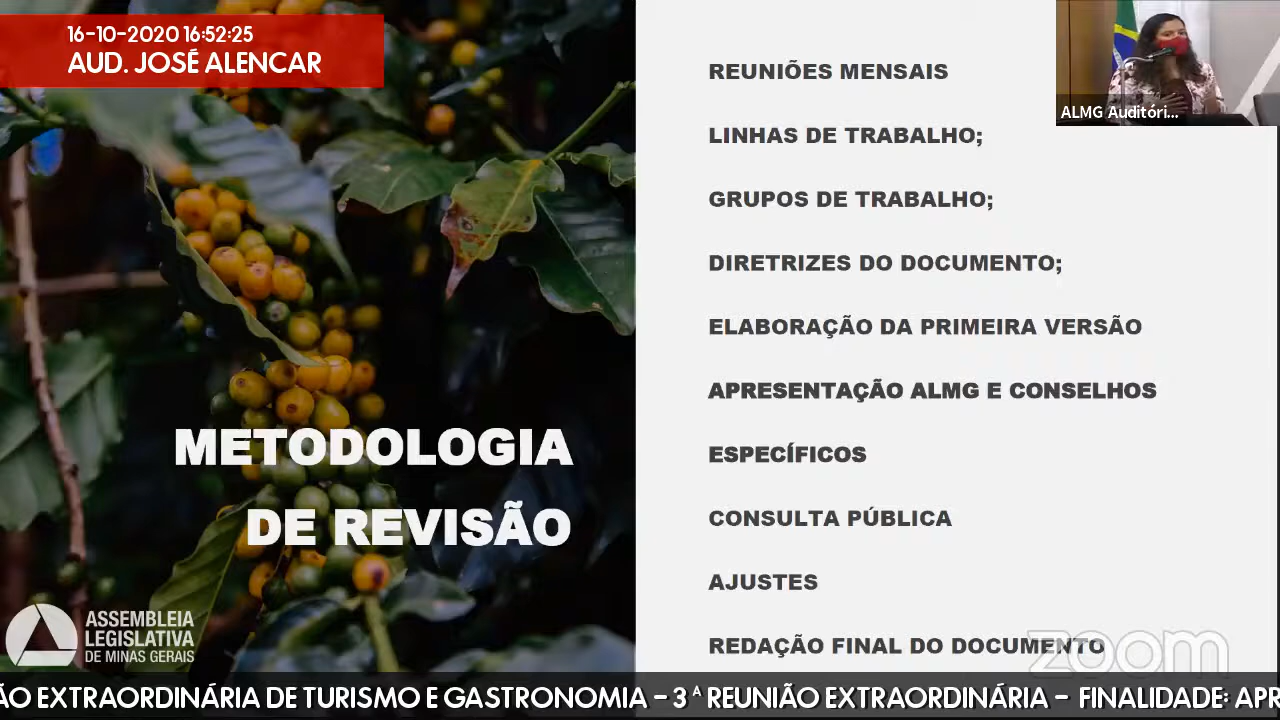 16-10-2020 16:52:25
AUD. JOSÉ ALENCAR
ALMG Auditóri...
METODOLOGIA
DE REVISÃO
REUNIÕES MENSAIS
LINHAS DE TRABALHO;
GRUPOS DE TRABALHO;
DIRETRIZES DO DOCUMENTO;
ELABORAÇÃO DA PRIMEIRA VERSÃO
APRESENTAÇÃO ALMG E CONSELHOS
ESPECÍFICOS
CONSULTA PÚBLICA
AJUSTES
REDAÇÃO FINAL DO DOCUMENTO
zoom
ASSEMBLEIA
LEGISLATIVA
DE MINAS GERAIS
ÃO EXTRAORDINÁRIA DE TURISMO E GASTRONOMIA - 3ª REUNIÃO EXTRAORDINÁRIA - FINALIDADE: APR